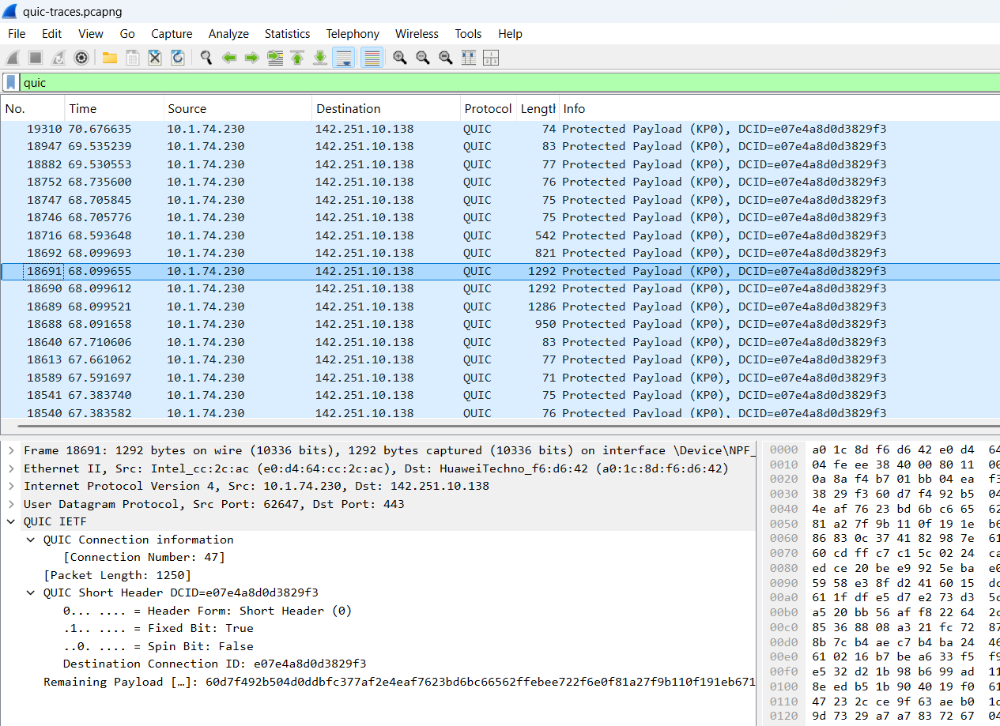 quic-traces.pcapng
File Edit View Go Capture Analyze Statistics Telephony Wireless Tools Help
quic
No. Time Source Destination Protocol Length Info
19310 70.676635 10.1.74.230 142.251.10.138 QUIC 74 Protected Payload (KP0), DCID=e07e4a8d0d3829f3
18947 69.535239 10.1.74.230 142.251.10.138 QUIC 83 Protected Payload (KP0), DCID=e07e4a8d0d3829f3
18882 69.530553 10.1.74.230 142.251.10.138 QUIC 77 Protected Payload (KP0), DCID=e07e4a8d0d3829f3
18752 68.735600 10.1.74.230 142.251.10.138 QUIC 76 Protected Payload (KP0), DCID=e07e4a8d0d3829f3
18747 68.705845 10.1.74.230 142.251.10.138 QUIC 75 Protected Payload (KP0), DCID=e07e4a8d0d3829f3
18746 68.705776 10.1.74.230 142.251.10.138 QUIC 75 Protected Payload (KP0), DCID=e07e4a8d0d3829f3
18716 68.593648 10.1.74.230 142.251.10.138 QUIC 542 Protected Payload (KP0), DCID=e07e4a8d0d3829f3
18692 68.099693 10.1.74.230 142.251.10.138 QUIC 821 Protected Payload (KP0), DCID=e07e4a8d0d3829f3
18691 68.099655 10.1.74.230 142.251.10.138 QUIC 1292 Protected Payload (KP0), DCID=e07e4a8d0d3829f3
18690 68.099612 10.1.74.230 142.251.10.138 QUIC 1292 Protected Payload (KP0), DCID=e07e4a8d0d3829f3
18689 68.099521 10.1.74.230 142.251.10.138 QUIC 1286 Protected Payload (KP0), DCID=e07e4a8d0d3829f3
18688 68.091658 10.1.74.230 142.251.10.138 QUIC 950 Protected Payload (KP0), DCID=e07e4a8d0d3829f3
18640 67.710606 10.1.74.230 142.251.10.138 QUIC 83 Protected Payload (KP0), DCID=e07e4a8d0d3829f3
18613 67.661062 10.1.74.230 142.251.10.138 QUIC 77 Protected Payload (KP0), DCID=e07e4a8d0d3829f3
18589 67.591697 10.1.74.230 142.251.10.138 QUIC 71 Protected Payload (KP0), DCID=e07e4a8d0d3829f3
18541 67.383740 10.1.74.230 142.251.10.138 QUIC 75 Protected Payload (KP0), DCID=e07e4a8d0d3829f3
18540 67.383582 10.1.74.230 142.251.10.138 QUIC 76 Protected Payload (KP0), DCID=e07e4a8d0d3829f3
Frame 18691: 1292 bytes on wire (10336 bits), 1292 bytes captured (10336 bits) on interface \Device\NPF_
Ethernet II, Src: Intel_cc:2c:ac (e0:d4:64:cc:2c:ac), Dst: HuaweiTechno_f6:d6:42 (a0:1c:8d:f6:d6:42)
Internet Protocol Version 4, Src: 10.1.74.230, Dst: 142.251.10.138
User Datagram Protocol, Src Port: 62647, Dst Port: 443
QUIC IETF
QUIC Connection information
[Connection Number: 47]
[Packet Length: 1250]
QUIC Short Header DCID=e07e4a8d0d3829f3
0... .... = Header Form: Short Header (0)
.1.. .... = Fixed Bit: True
..0. .... = Spin Bit: False
Destination Connection ID: e07e4a8d0d3829f3
Remaining Payload […]: 60d7f492b504d0ddbfc377af2e4eaf7623bd6bc66562ffebee722f6e0f81a27f9b110f191eb671
0000 a0 1c 8d f6 d6 42 e0 d4 64
0010 04 fe ee 38 40 00 80 11 00
0020 0a 8a f4 b7 01 bb 04 ea f3
0030 38 29 f3 60 d7 f4 92 b5 04
0040 4e af 76 23 bd 6b c6 65 62
0050 81 a2 7f 9b 11 0f 19 1e b6
0060 86 83 0c 37 41 82 98 7e 61
0070 60 cd ff c7 c1 5c 02 24 ca
0080 ed ce 20 be e9 92 5e ba e0
0090 59 58 e3 8f d2 41 60 15 dc
00a0 61 1f df e5 d7 e2 73 d3 5c
00b0 a5 20 bb 56 af f8 22 64 2c
00c0 85 36 88 08 a3 21 fc 72 87
00d0 8b 7c b4 ae c7 b4 ba 24 46
00e0 61 02 16 b7 be a6 33 f5 f9
00f0 e5 32 d2 1b 98 b6 99 ad 11
0100 8e ed b5 1b 90 40 19 f0 61
0110 47 23 2c ce 9f 63 ae b0 1c
0120 9d 73 29 a7 a7 83 72 67 04